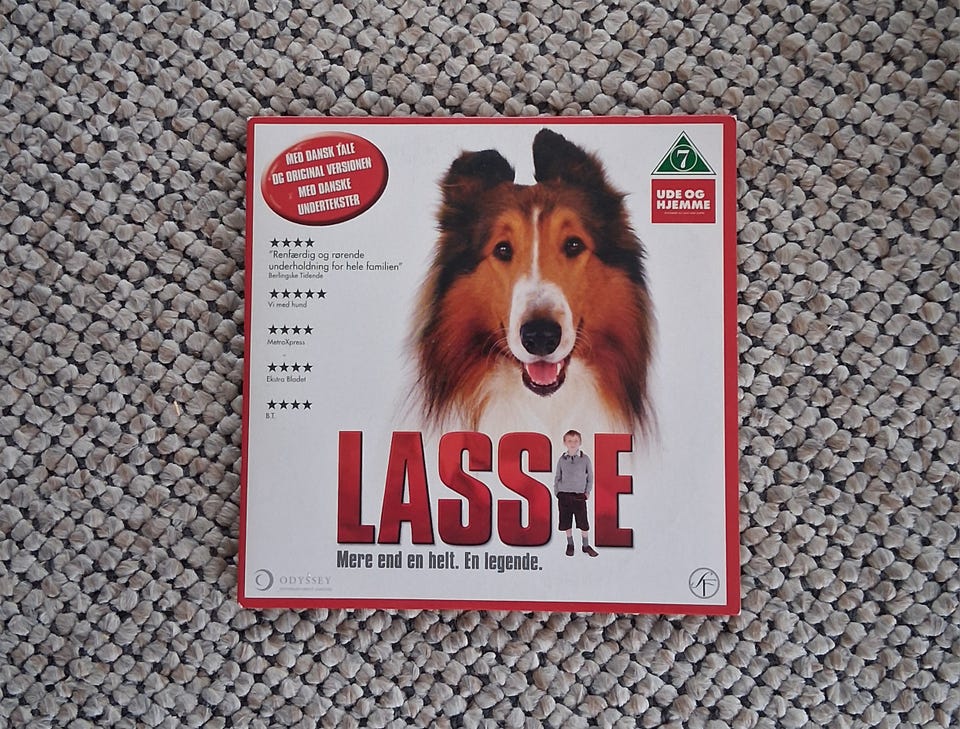 MED DANSK TALE
OG ORIGINAL VERSIONEN
MED DANSKE
UNDERTEKSTER
7
UDE OG
HJEMME
★★★★
"Renfærdig og rørende
underholdning for hele familien"
Berlingske Tidende
★★★★★
Vi med hund
★★★★
MetroXpress
★★★★
Ekstra Bladet
★★★★
B.T.
LASSIE
Mere end en helt. En legende.
ODYSSEY
SF